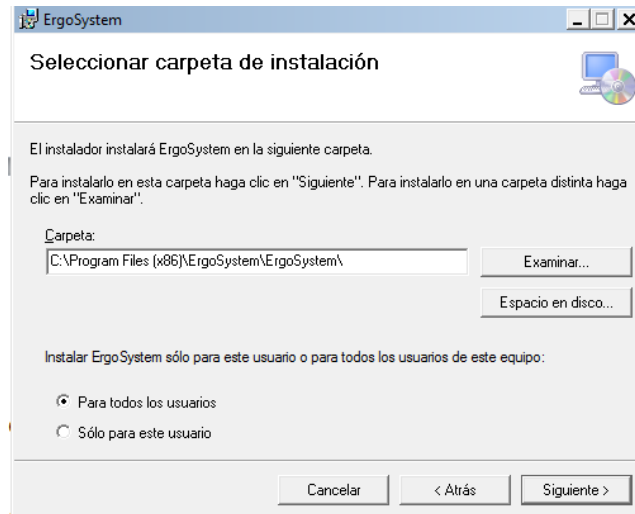 ErgoSystem
Seleccionar carpeta de instalación
El instalador instalará ErgoSystem en la siguiente carpeta.
Para instalarlo en esta carpeta haga clic en "Siguiente". Para instalarlo en una carpeta distinta haga
clic en "Examinar".
Carpeta:
C:\Program Files (x86)\ErgoSystem\ErgoSystem\
Examinar...
Espacio en disco...
Instalar ErgoSystem sólo para este usuario o para todos los usuarios de este equipo:
Para todos los usuarios
Sólo para este usuario
Cancelar
< Atrás
Siguiente >